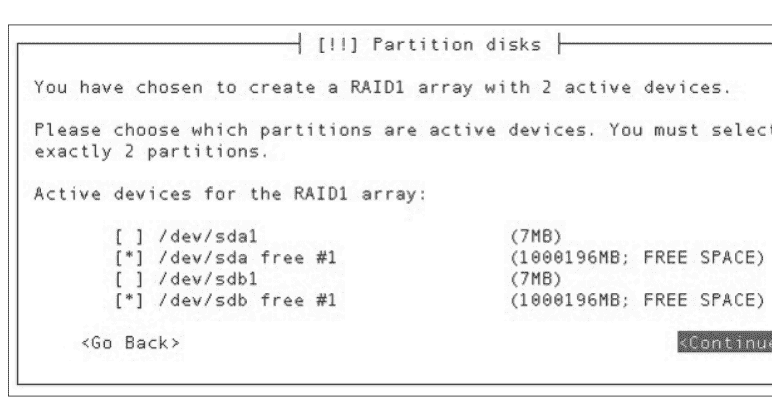 [!!] Partition disks
You have chosen to create a RAID1 array with 2 active devices.
Please choose which partitions are active devices. You must select
exactly 2 partitions.
Active devices for the RAID1 array:
[ ] /dev/sda1 (7MB)
[*] /dev/sda free #1 (1000196MB; FREE SPACE)
[ ] /dev/sdb1 (7MB)
[*] /dev/sdb free #1 (1000196MB; FREE SPACE)
<Go Back> <Continue